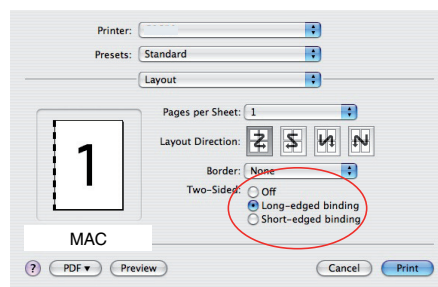 Printer:
Presets: Standard
Layout
Pages per Sheet: 1
Layout Direction:
Border: None
Two-Sided: Off
Long-edged binding
Short-edged binding
1
MAC
? PDF▼ Preview Cancel Print